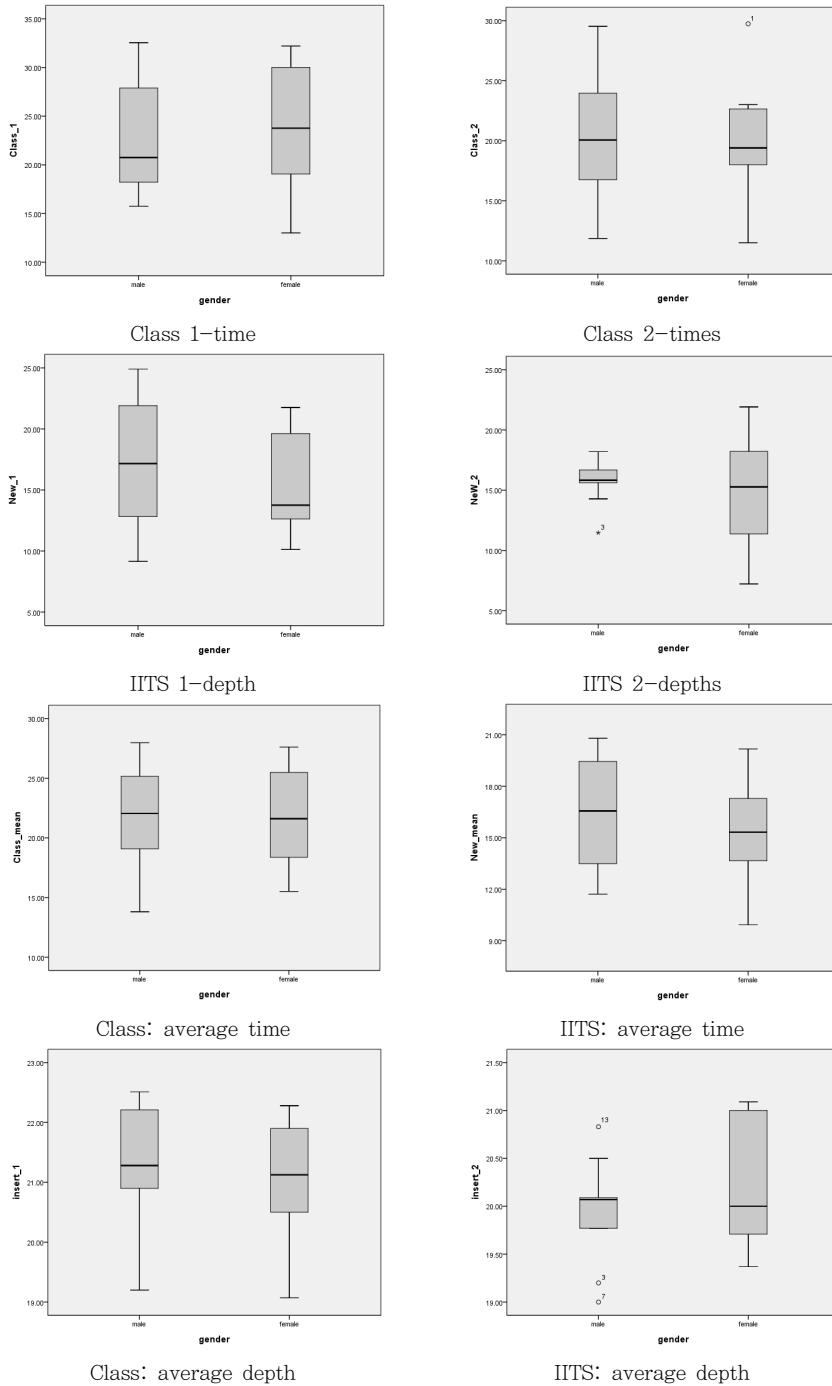 35.00
30.00
25.00
20.00
15.00
10.00
Class_1
male
female
gender
Class 1-time
30.00
25.00
20.00
15.00
10.00
Class_2
1
male
female
gender
Class 2-times
25.00
20.00
15.00
10.00
5.00
New_1
male
female
gender
IITS 1-depth
25.00
20.00
15.00
10.00
5.00
NeW_2
3
male
female
gender
IITS 2-depths
30.00
25.00
20.00
15.00
10.00
Class_mean
male
female
gender
Class: average time
21.00
18.00
15.00
12.00
9.00
New_mean
male
female
gender
IITS: average time
23.00
22.00
21.00
20.00
19.00
insert_1
male
female
gender
Class: average depth
21.50
21.00
20.50
20.00
19.50
19.00
insert_2
13
3
7
male
female
gender
IITS: average depth